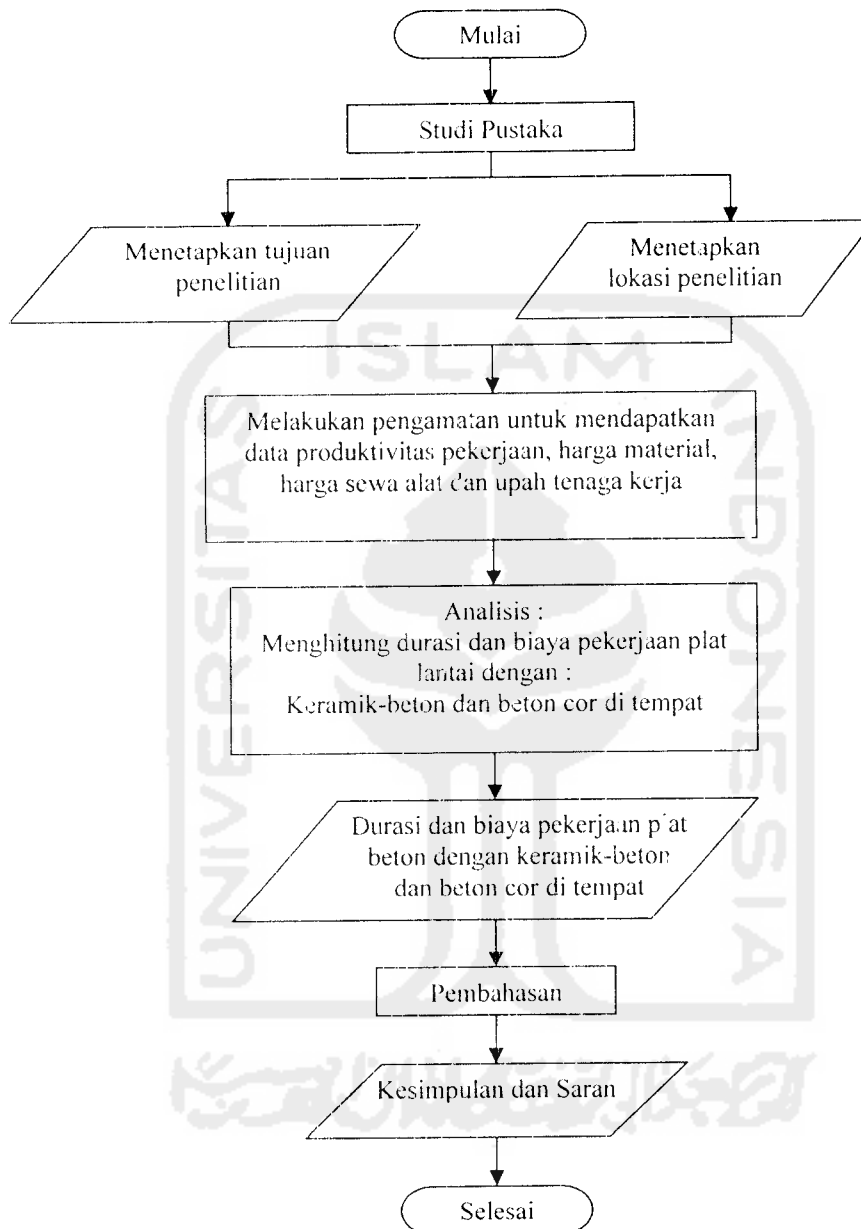 Mulai
Studi Pustaka
Menetapkan tujuan
penelitian
Menetapkan
lokasi penelitian
Melakukan pengamatan untuk mendapatkan
data produktivitas pekerjaan, harga material,
harga sewa alat dan upah tenaga kerja
Analisis :
Menghitung durasi dan biaya pekerjaan plat
lantai dengan :
Keramik-beton dan beton cor di tempat
Durasi dan biaya pekerjaan plat
beton dengan keramik-beton
dan beton cor di tempat
Pembahasan
Kesimpulan dan Saran
Selesai
UNIVERSITAS
ISLAM
INDONESIA